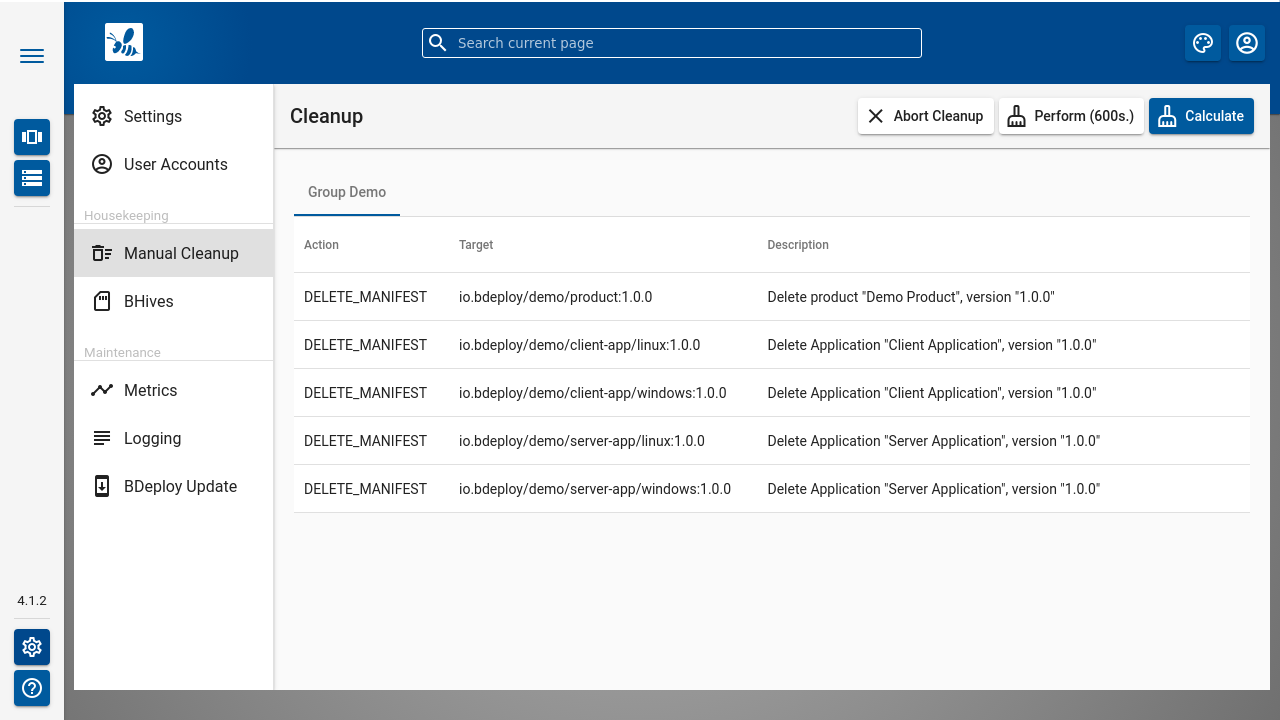 Search current page
Settings
User Accounts
Housekeeping
Manual Cleanup
BHives
Maintenance
Metrics
Logging
BDeploy Update
4.1.2
Cleanup
Abort Cleanup
Perform (600s.)
Calculate
Group Demo
Action Target Description
DELETE_MANIFEST io.bdeploy/demo/product:1.0.0 Delete product "Demo Product", version "1.0.0"
DELETE_MANIFEST io.bdeploy/demo/client-app/linux:1.0.0 Delete Application "Client Application", version "1.0.0"
DELETE_MANIFEST io.bdeploy/demo/client-app/windows:1.0.0 Delete Application "Client Application", version "1.0.0"
DELETE_MANIFEST io.bdeploy/demo/server-app/linux:1.0.0 Delete Application "Server Application", version "1.0.0"
DELETE_MANIFEST io.bdeploy/demo/server-app/windows:1.0.0 Delete Application "Server Application", version "1.0.0"